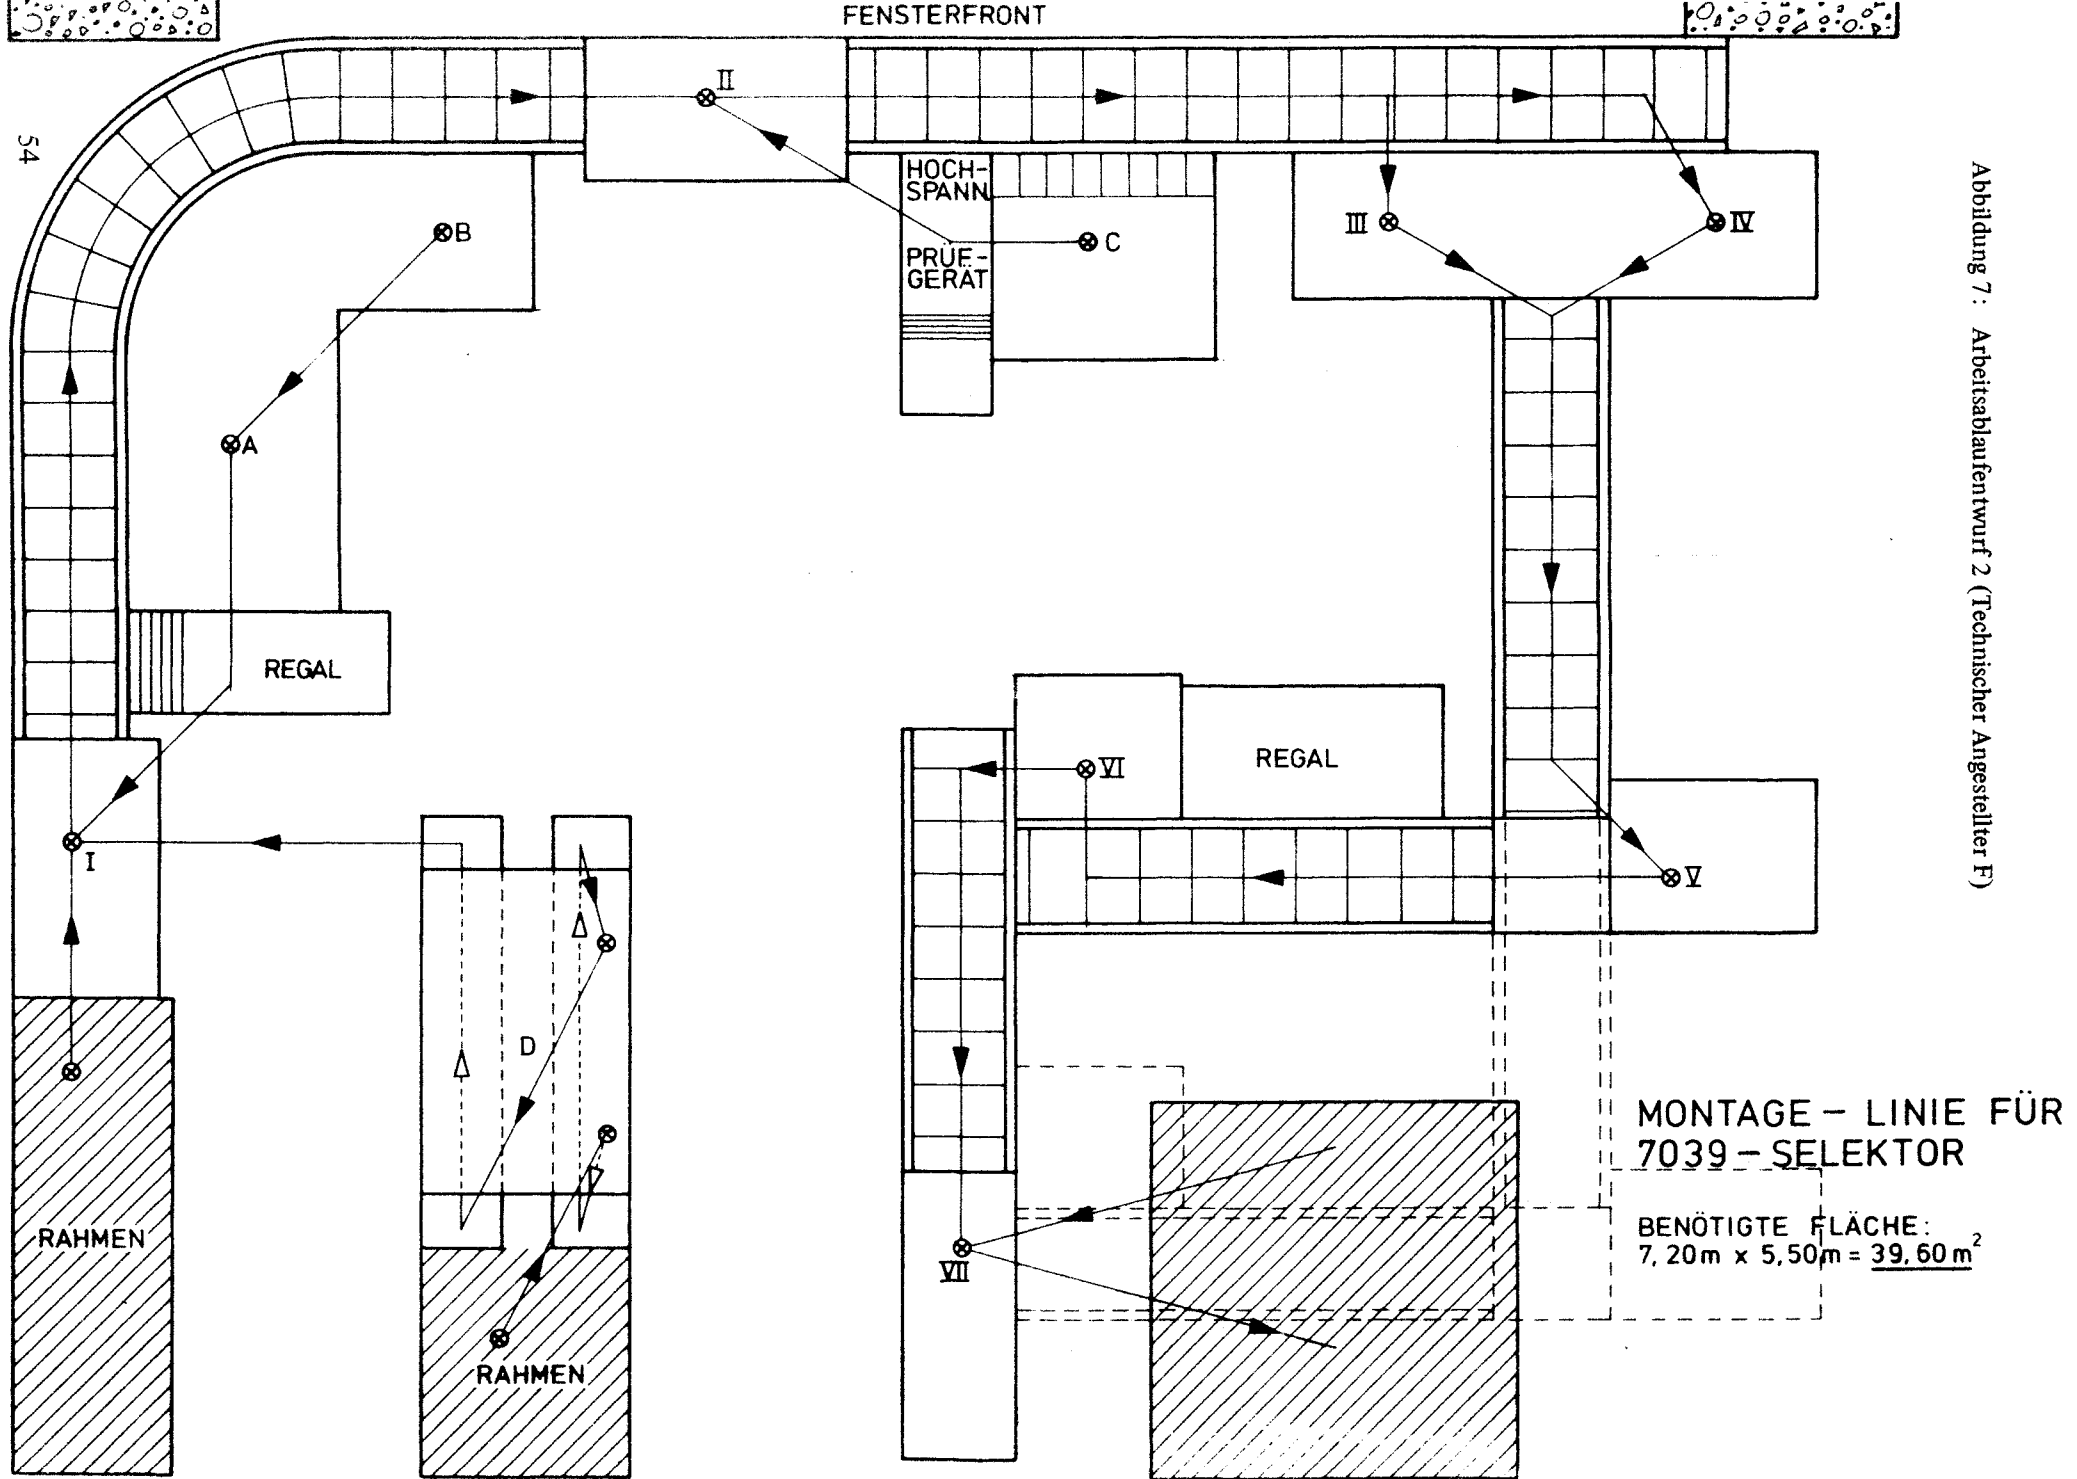 FENSTERFRONT
II
54
HOCH-
SPANN
PRÜF-
GERÄT
B
C
III
IV
A
REGAL
I
VI
REGAL
V
D
RAHMEN
RAHMEN
VII
MONTAGE – LINIE FÜR
7039 – SELEKTOR
BENÖTIGTE FLÄCHE:
7,20m x 5,50m = 39,60m²
Abbildung 7: Arbeitsablaufentwurf 2 (Technischer Angestellter F)